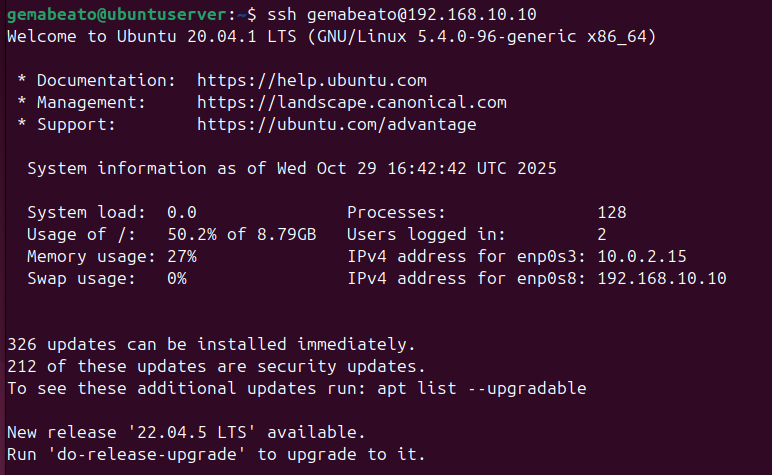 gemabeato@ubuntuserver:~$ ssh gemabeato@192.168.10.10
Welcome to Ubuntu 20.04.1 LTS (GNU/Linux 5.4.0-96-generic x86_64)

 * Documentation:  https://help.ubuntu.com
 * Management:     https://landscape.canonical.com
 * Support:        https://ubuntu.com/advantage

  System information as of Wed Oct 29 16:42:42 UTC 2025

  System load:  0.0               Processes:               128
  Usage of /:   50.2% of 8.79GB   Users logged in:         2
  Memory usage: 27%               IPv4 address for enp0s3: 10.0.2.15
  Swap usage:   0%                IPv4 address for enp0s8: 192.168.10.10


326 updates can be installed immediately.
212 of these updates are security updates.
To see these additional updates run: apt list --upgradable

New release '22.04.5 LTS' available.
Run 'do-release-upgrade' to upgrade to it.